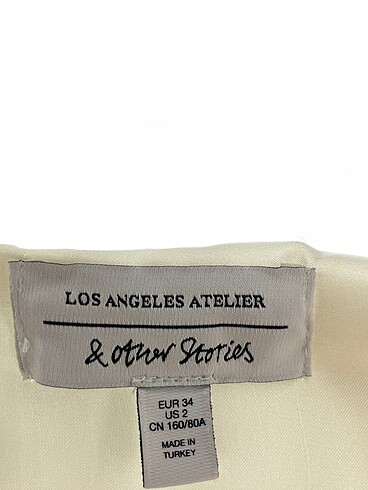 LOS ANGELES ATELIER
& other Stories
EUR 34
US 2
CN 160/80A
MADE IN
TURKEY